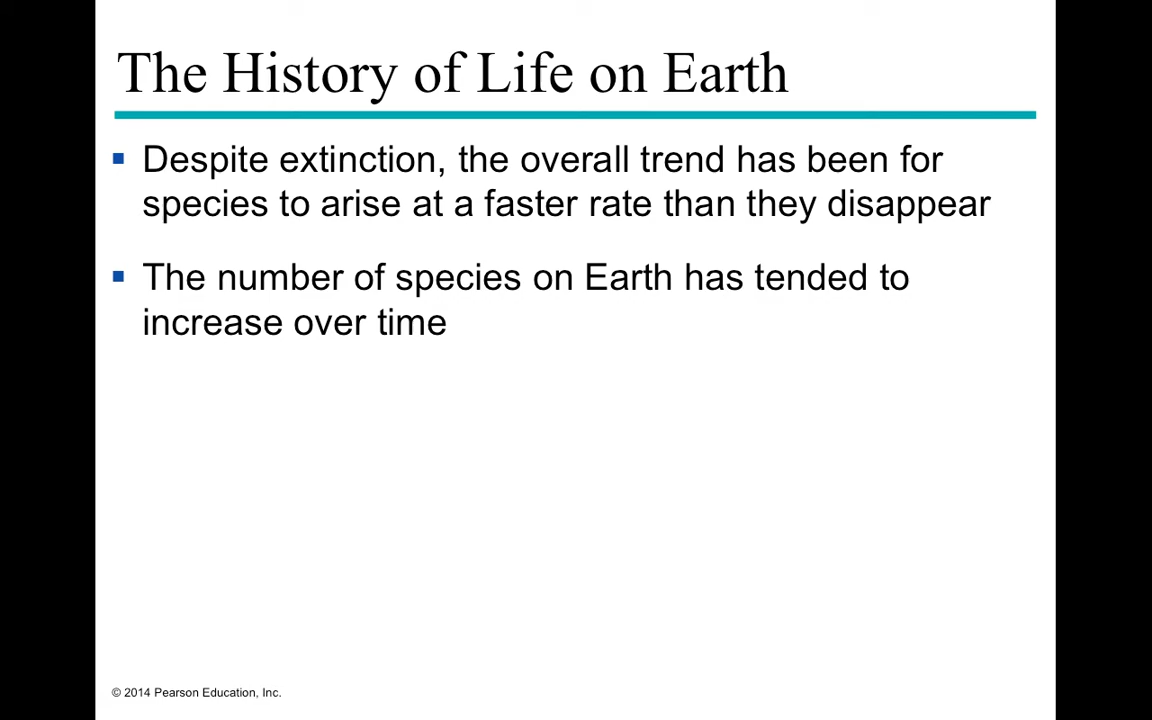 The History of Life on Earth
▪ Despite extinction, the overall trend has been for
species to arise at a faster rate than they disappear
▪ The number of species on Earth has tended to
increase over time
© 2014 Pearson Education, Inc.